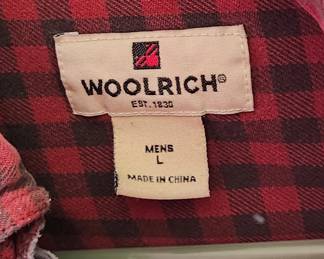 WOOLRICH®
EST. 1830
MENS
L
MADE IN CHINA